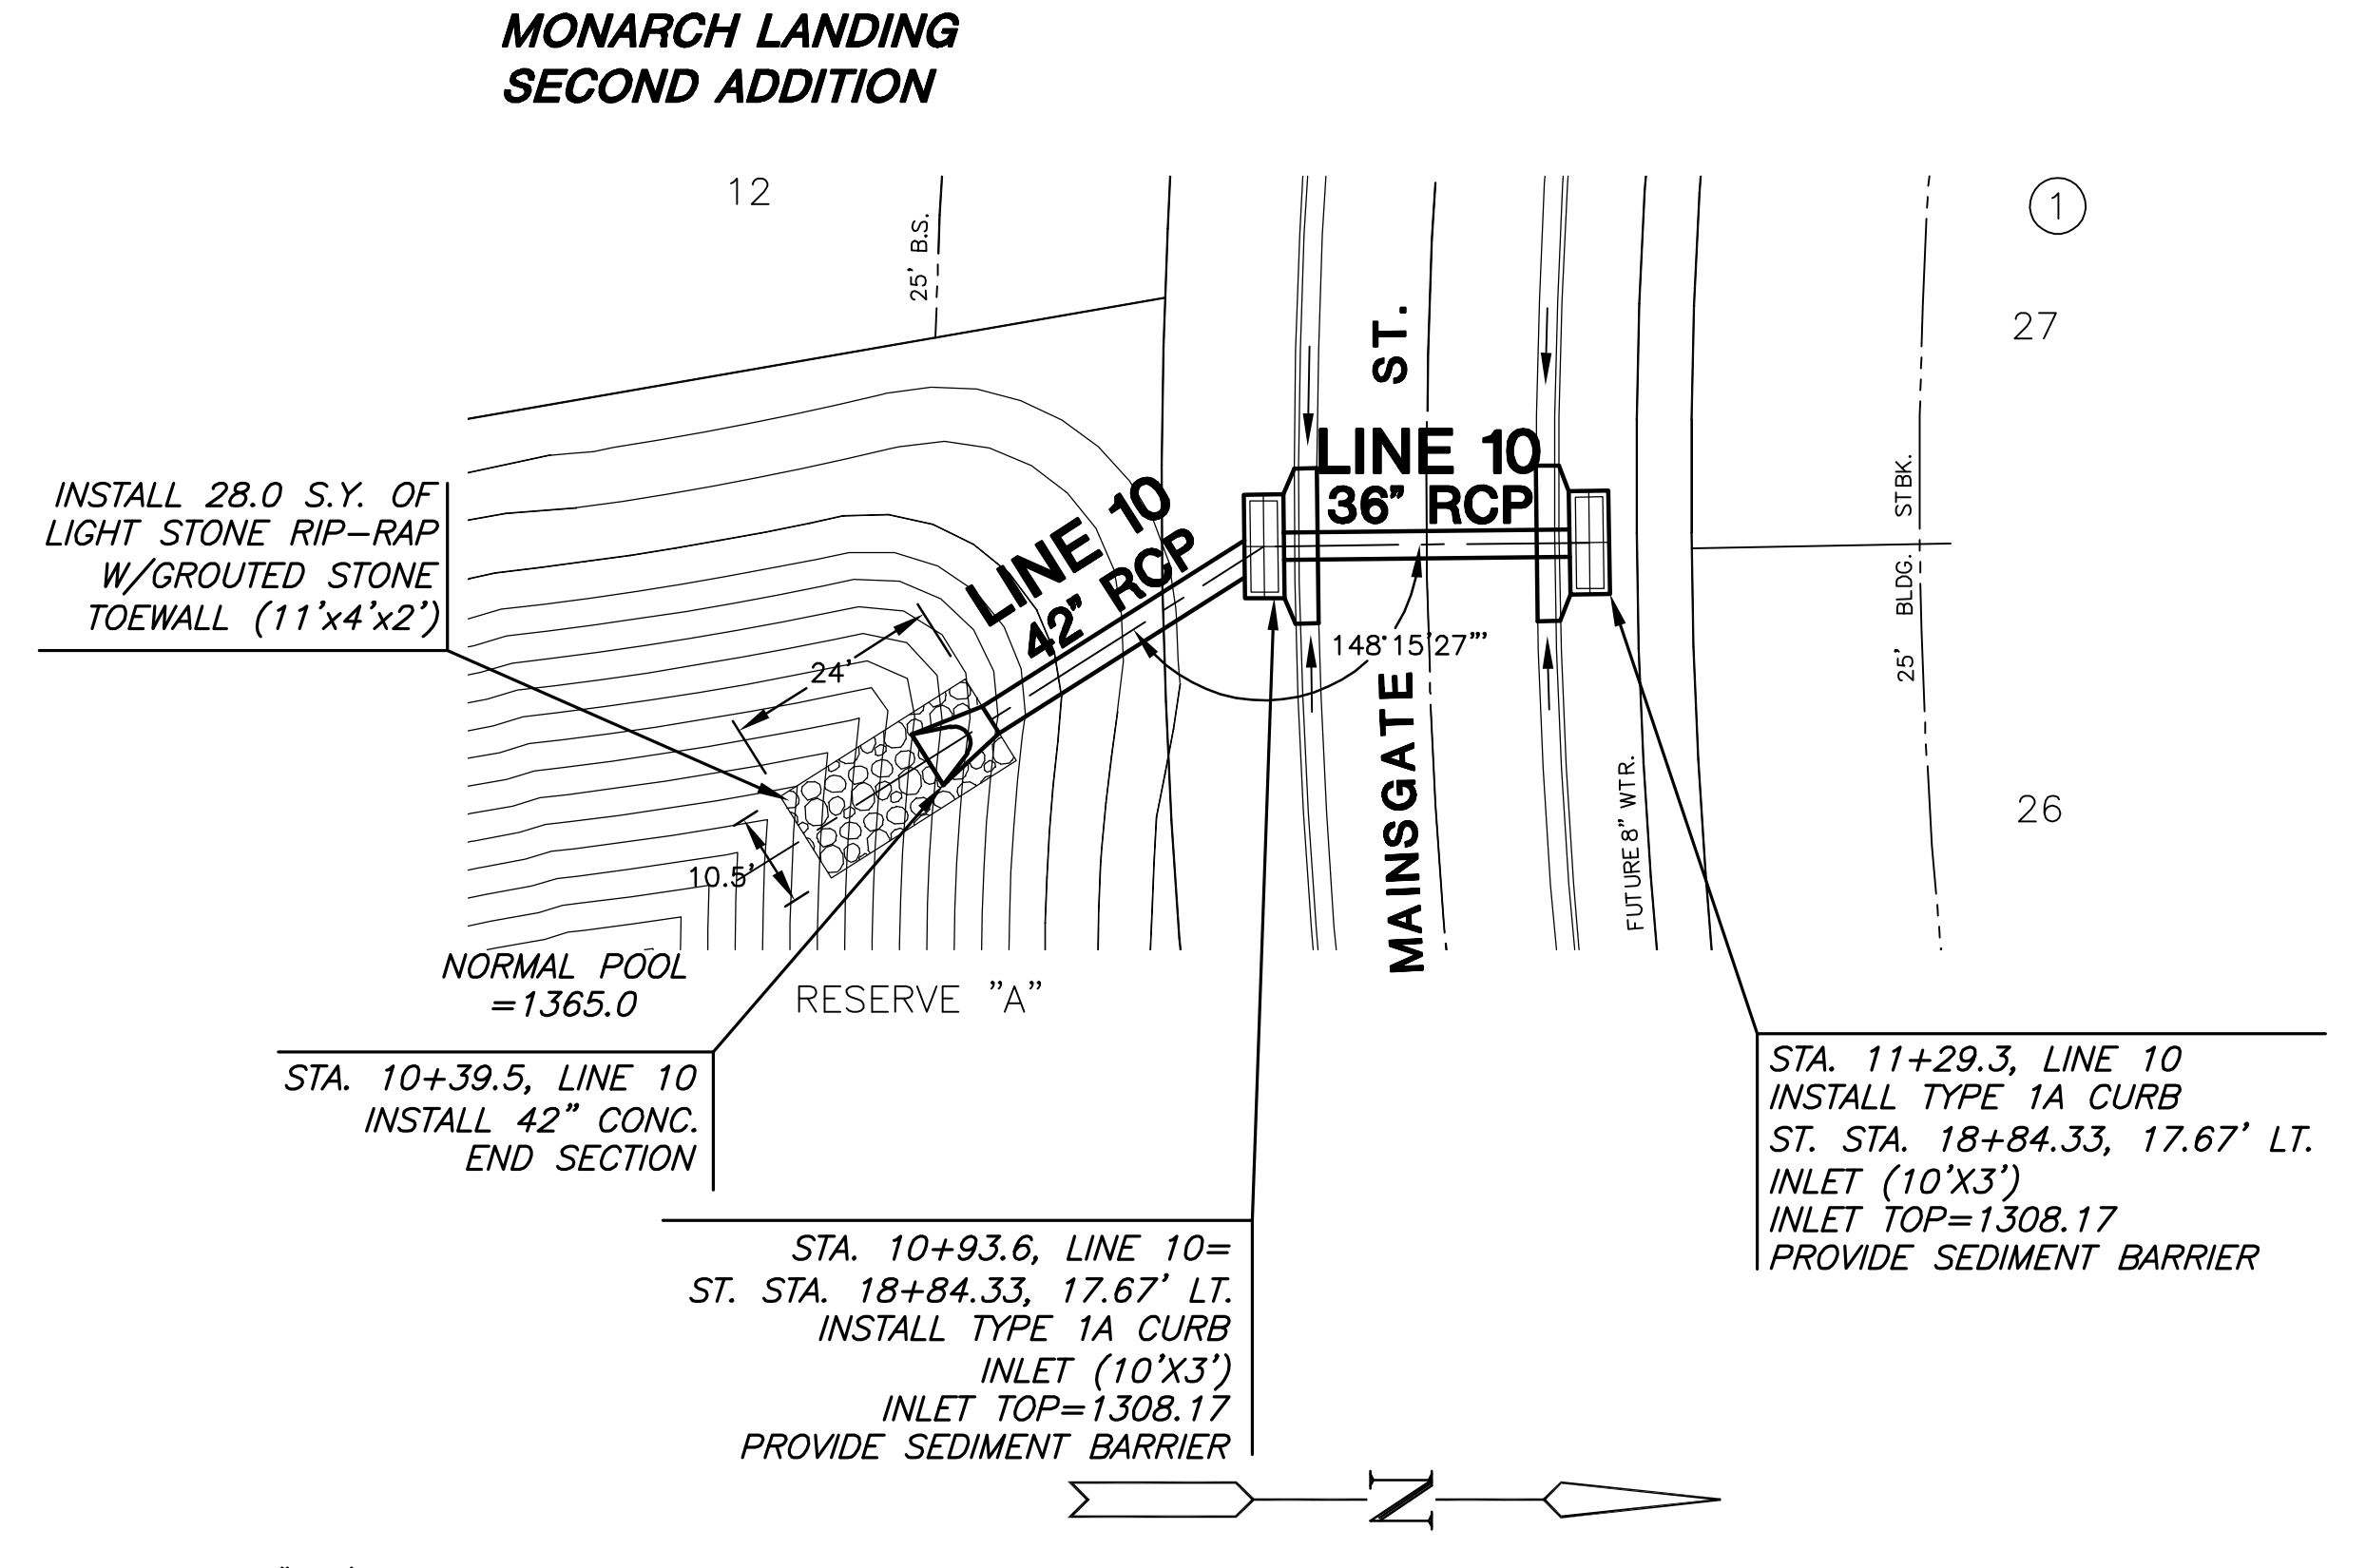 MONARCH LANDING
SECOND ADDITION
12
25' B.S.
1
27
ST.
LINE 10
36" RCP
LINE 10
42" RCP
INSTALL 28.0 S.Y. OF
LIGHT STONE RIP-RAP
W/GROUTED STONE
TOEWALL (11'x4'x2')
24'
148°15'27"'
25' BLDG. STBK.
MAINSGATE
FUTURE 8" WTR.
26
10.5'
NORMAL POOL
=1365.0
RESERVE "A"
STA. 10+39.5, LINE 10
INSTALL 42" CONC.
END SECTION
STA. 11+29.3, LINE 10
INSTALL TYPE 1A CURB
ST. STA. 18+84.33, 17.67' LT.
INLET (10'X3')
INLET TOP=1308.17
PROVIDE SEDIMENT BARRIER
STA. 10+93.6, LINE 10=
ST. STA. 18+84.33, 17.67' LT.
INSTALL TYPE 1A CURB
INLET (10'X3')
INLET TOP=1308.17
PROVIDE SEDIMENT BARRIER
N